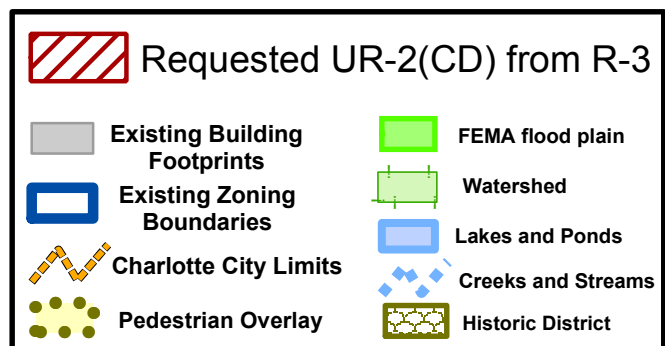 Requested UR-2(CD) from R-3
Existing Building
Footprints
Existing Zoning
Boundaries
Charlotte City Limits
Pedestrian Overlay
FEMA flood plain
Watershed
Lakes and Ponds
Creeks and Streams
Historic District